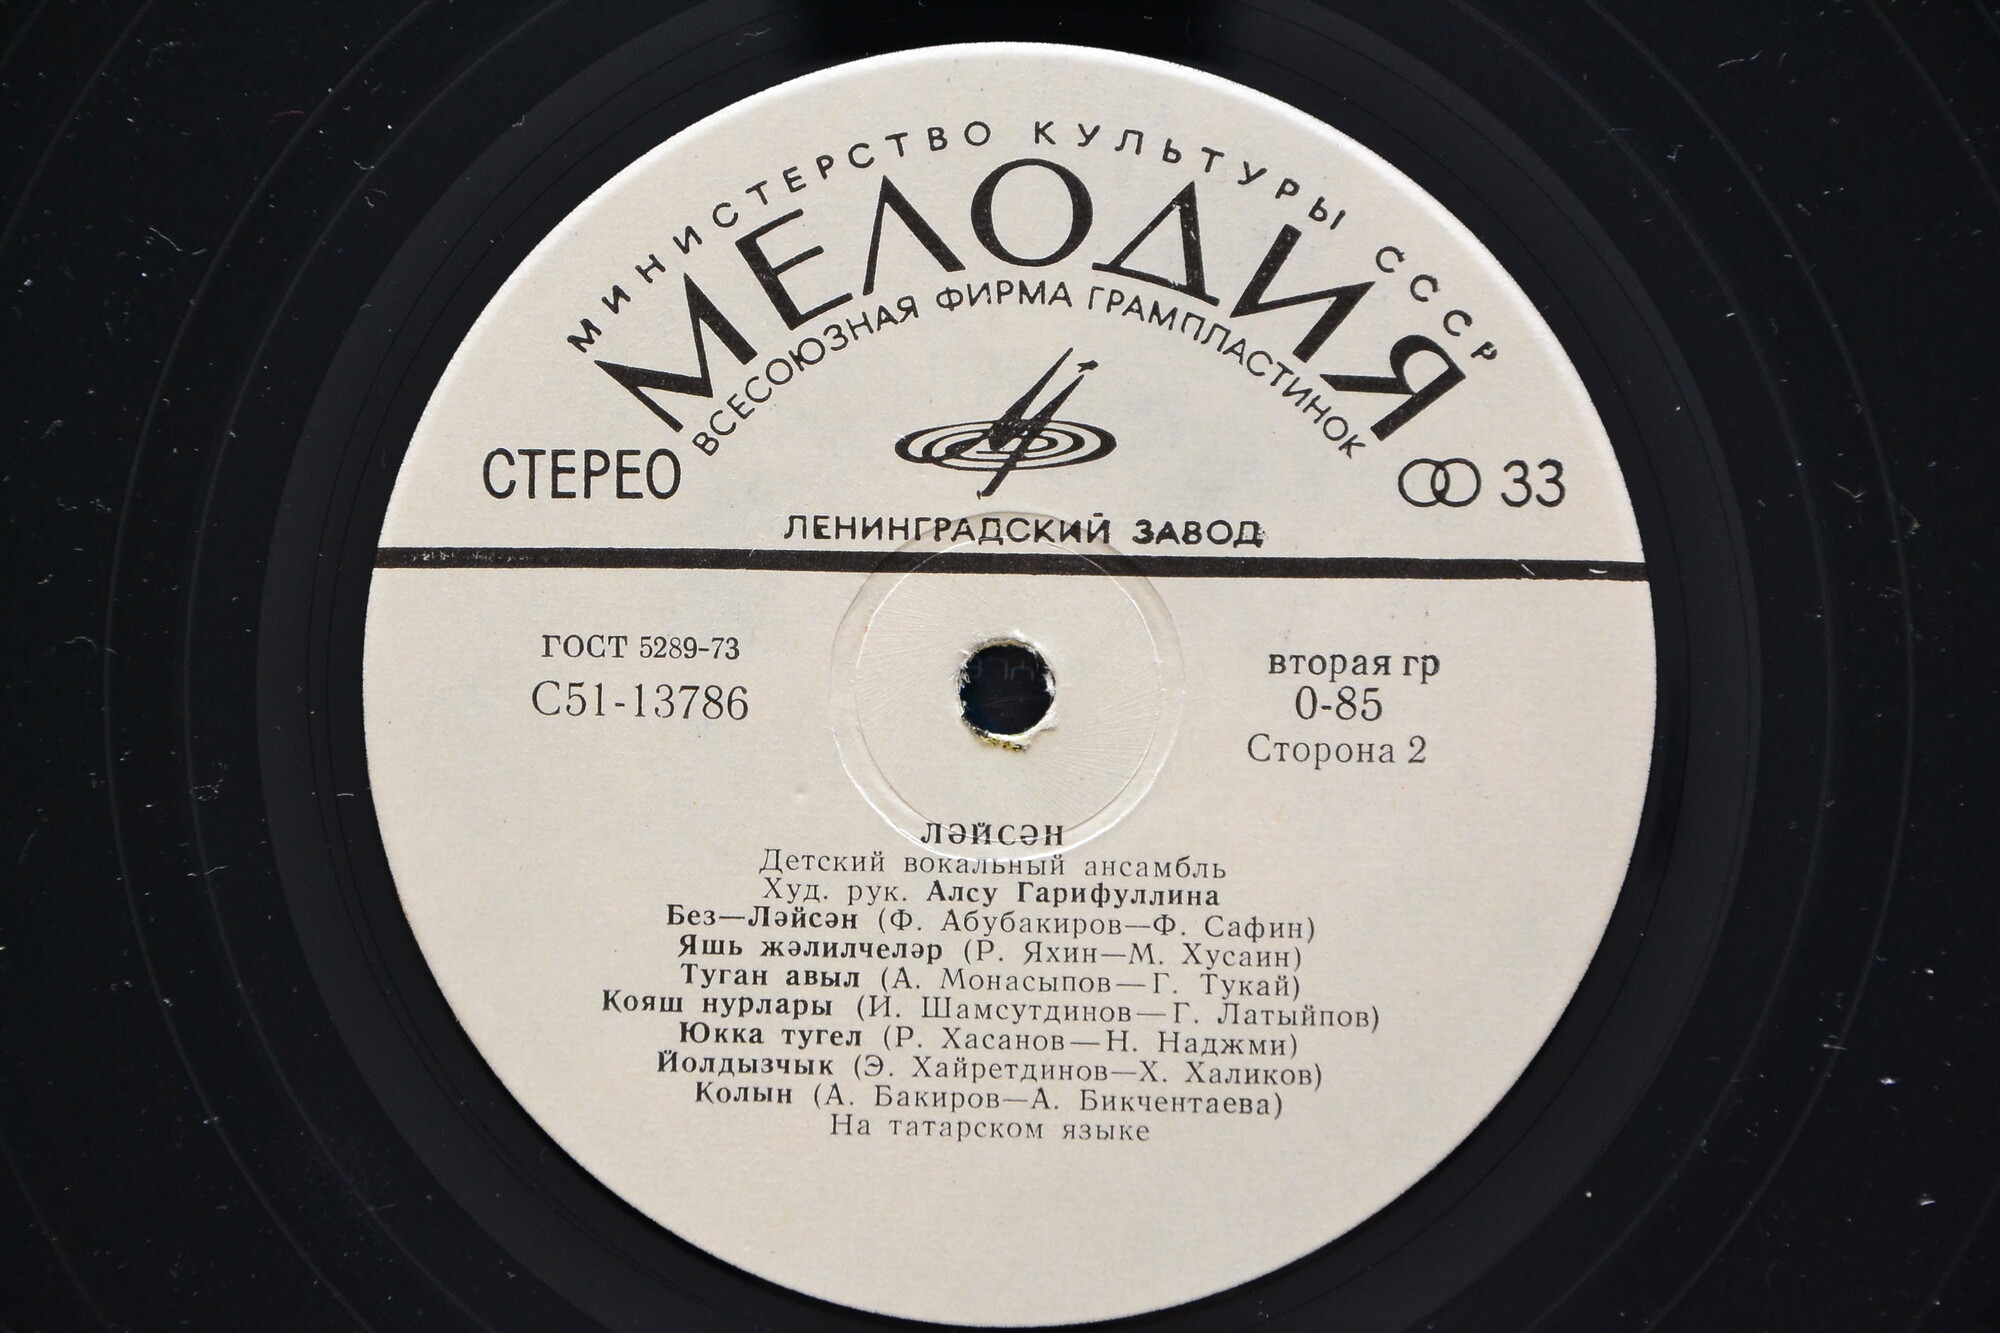 МИНИСТЕРСТВО КУЛЬТУРЫ СССР
МЕЛОДИЯ
ВСЕСОЮЗНАЯ ФИРМА ГРАМПЛАСТИНОК
СТЕРЕО
33
ЛЕНИНГРАДСКИЙ ЗАВОД
ГОСТ 5289-73
С51-13786
вторая гр
0-85
Сторона 2
ЛӘЙСӘН
Детский вокальный ансамбль
Худ. рук. Алсу Гарифуллина
Без—Ләйсән (Ф. Абубакиров—Ф. Сафин)
Яшь жәлилчеләр (Р. Яхин—М. Хусаин)
Туган авыл (А. Монасыпов—Г. Тукай)
Кояш нурлары (И. Шамсутдинов—Г. Латыйпов)
Юкка тугел (Р. Хасанов—Н. Наджми)
Йолдызчык (Э. Хайретдинов—Х. Халиков)
Колын (А. Бакиров—А. Бикчентаева)
На татарском языке